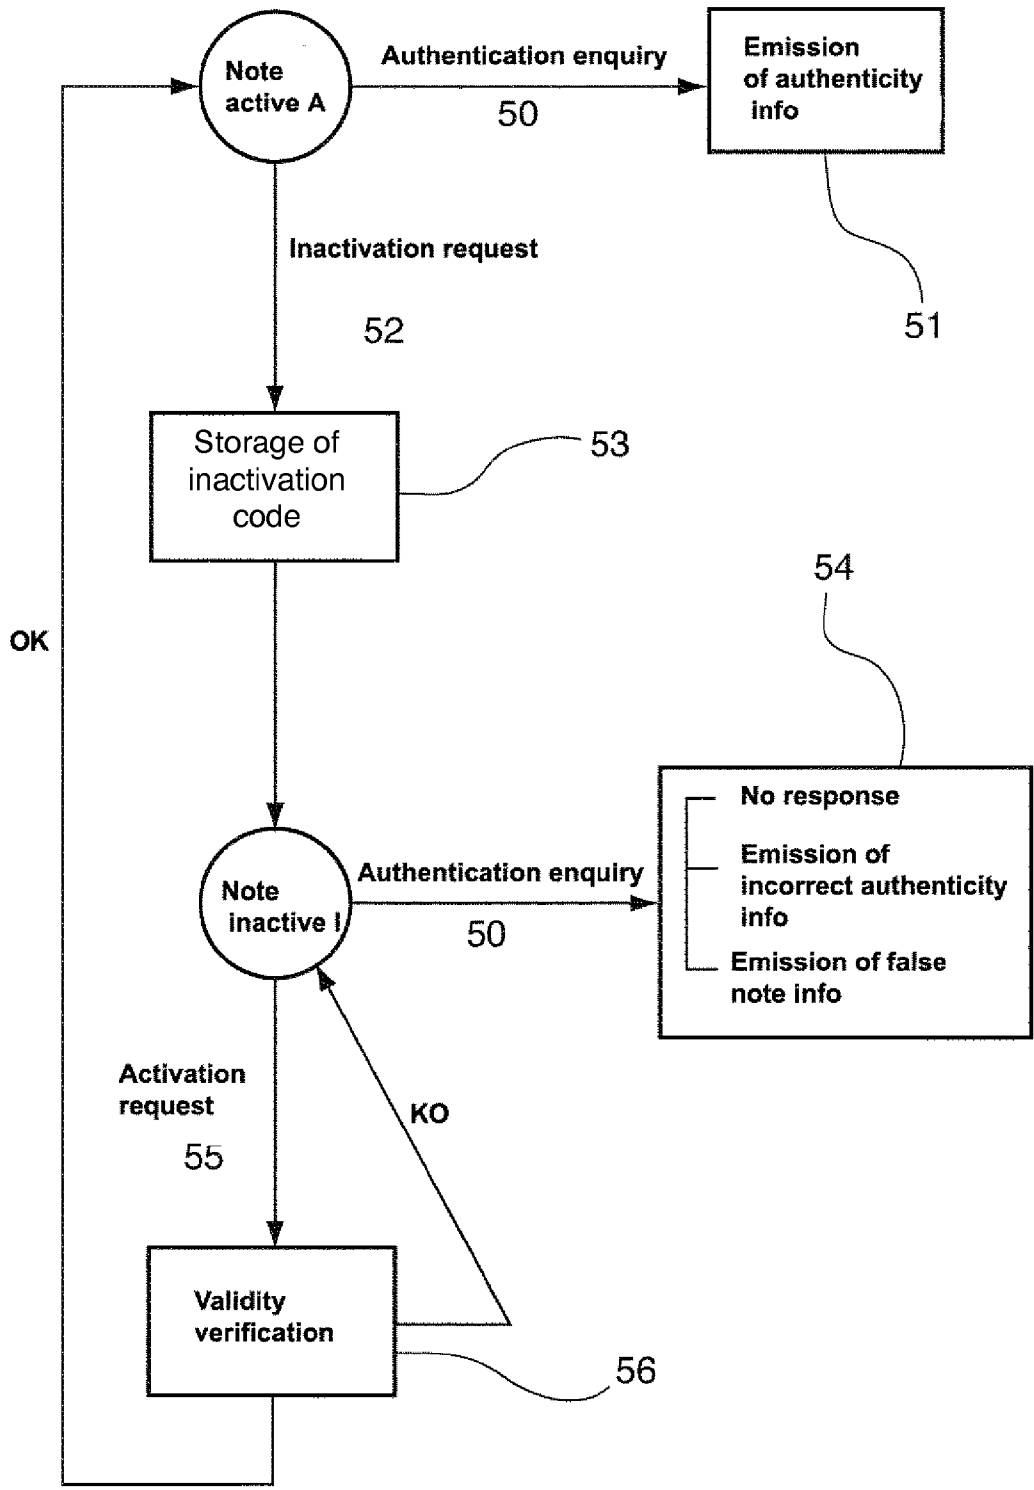 Note
active A
Authentication enquiry
50
Emission
of authenticity
info
51
Inactivation request
52
Storage of
inactivation
code
53
OK
54
Note
inactive I
Authentication enquiry
50
No response
Emission of
incorrect authenticity
info
Emission of false
note info
Activation
request
55
KO
Validity
verification
56